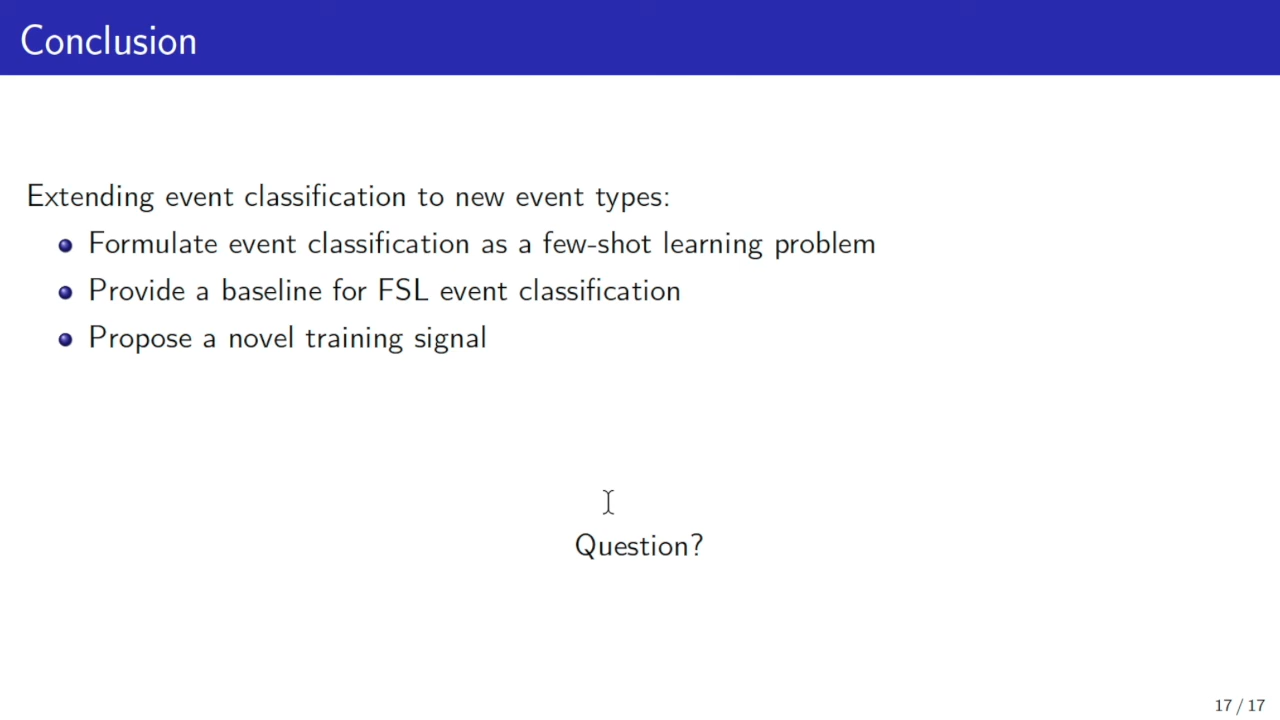 Conclusion
Extending event classification to new event types:
Formulate event classification as a few-shot learning problem
Provide a baseline for FSL event classification
Propose a novel training signal
Question?
17 / 17